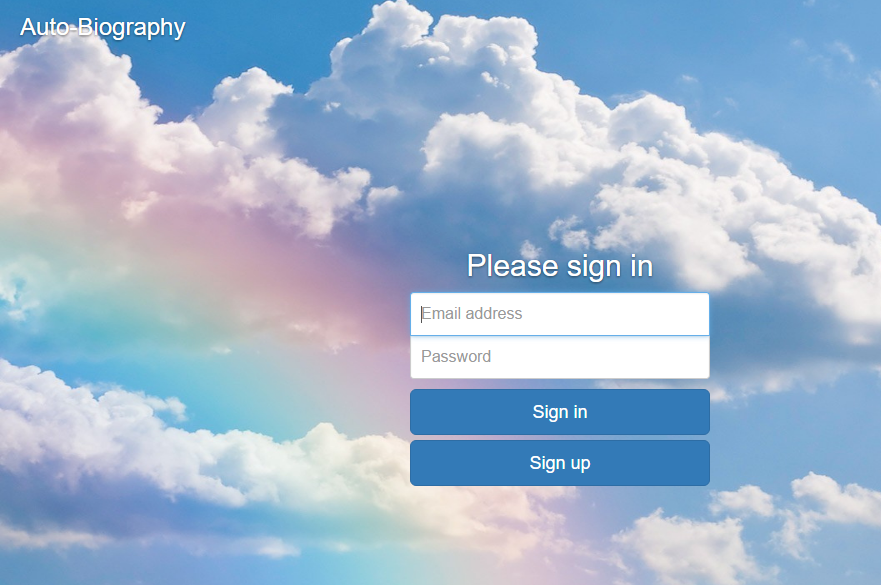 Auto-Biography
Please sign in
Email address
Password
Sign in
Sign up